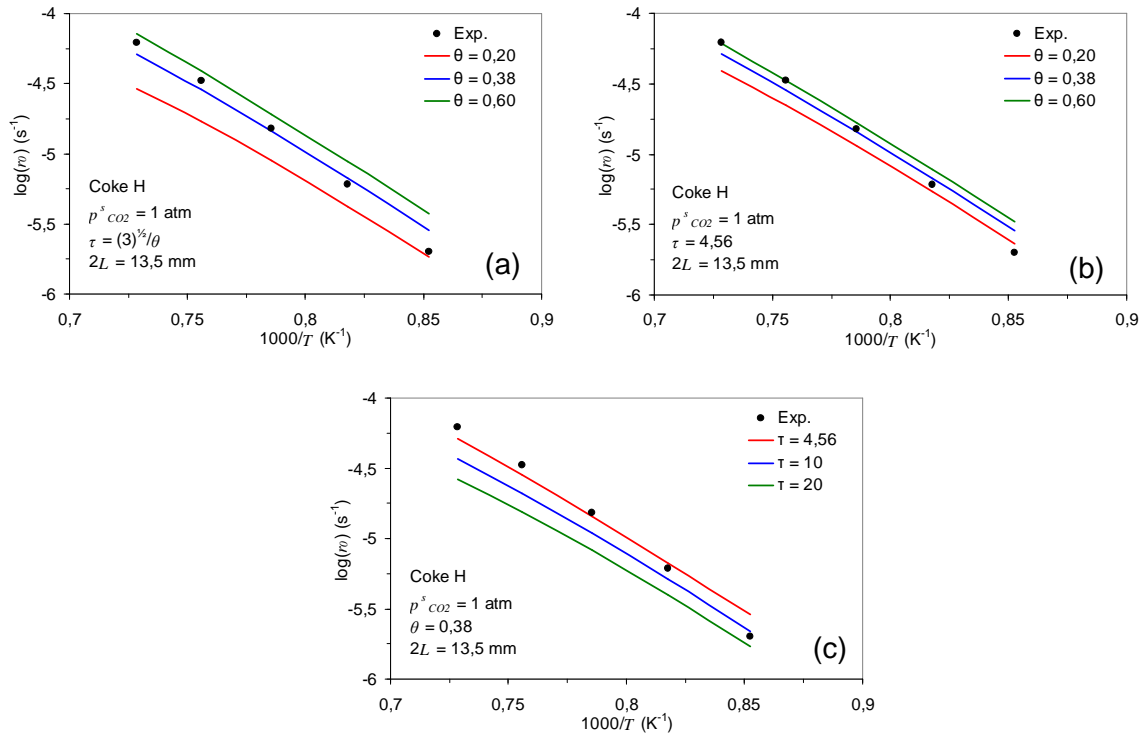 -4
-4,5
-5
-5,5
-6
0,7
0,75
0,8
0,85
0,9
1000/T (K⁻¹)
log(r₀) (s⁻¹)
Exp.
θ = 0,20
θ = 0,38
θ = 0,60
Coke H
pˢCO2 = 1 atm
τ = (3)^½/θ
2L = 13,5 mm
(a)
-4
-4,5
-5
-5,5
-6
0,7
0,75
0,8
0,85
0,9
1000/T (K⁻¹)
log(r₀) (s⁻¹)
Exp.
θ = 0,20
θ = 0,38
θ = 0,60
Coke H
pˢCO2 = 1 atm
τ = 4,56
2L = 13,5 mm
(b)
-4
-4,5
-5
-5,5
-6
0,7
0,75
0,8
0,85
0,9
1000/T (K⁻¹)
log(r₀) (s⁻¹)
Exp.
τ = 4,56
τ = 10
τ = 20
Coke H
pˢCO2 = 1 atm
θ = 0,38
2L = 13,5 mm
(c)